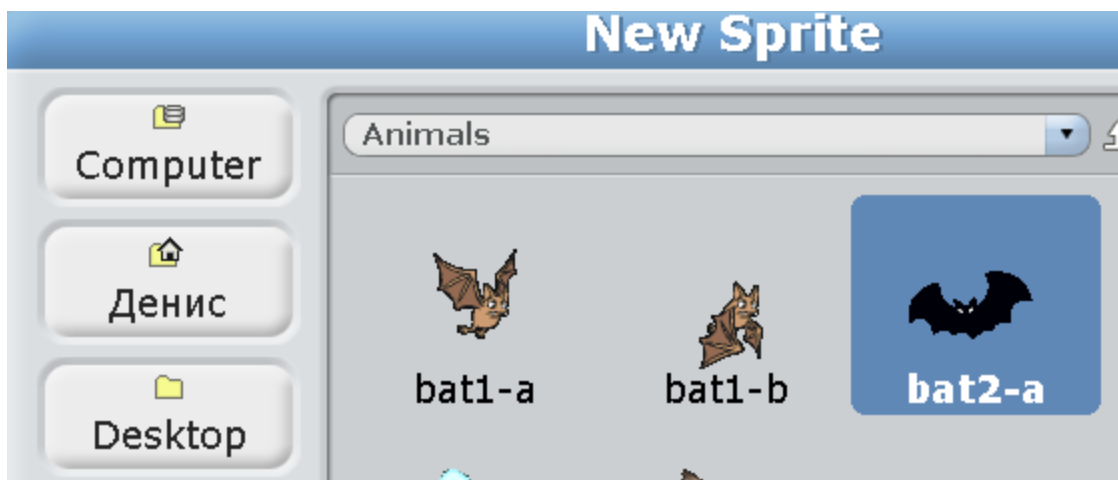 New Sprite
Computer
Денис
Desktop
Animals
bat1-a
bat1-b
bat2-a